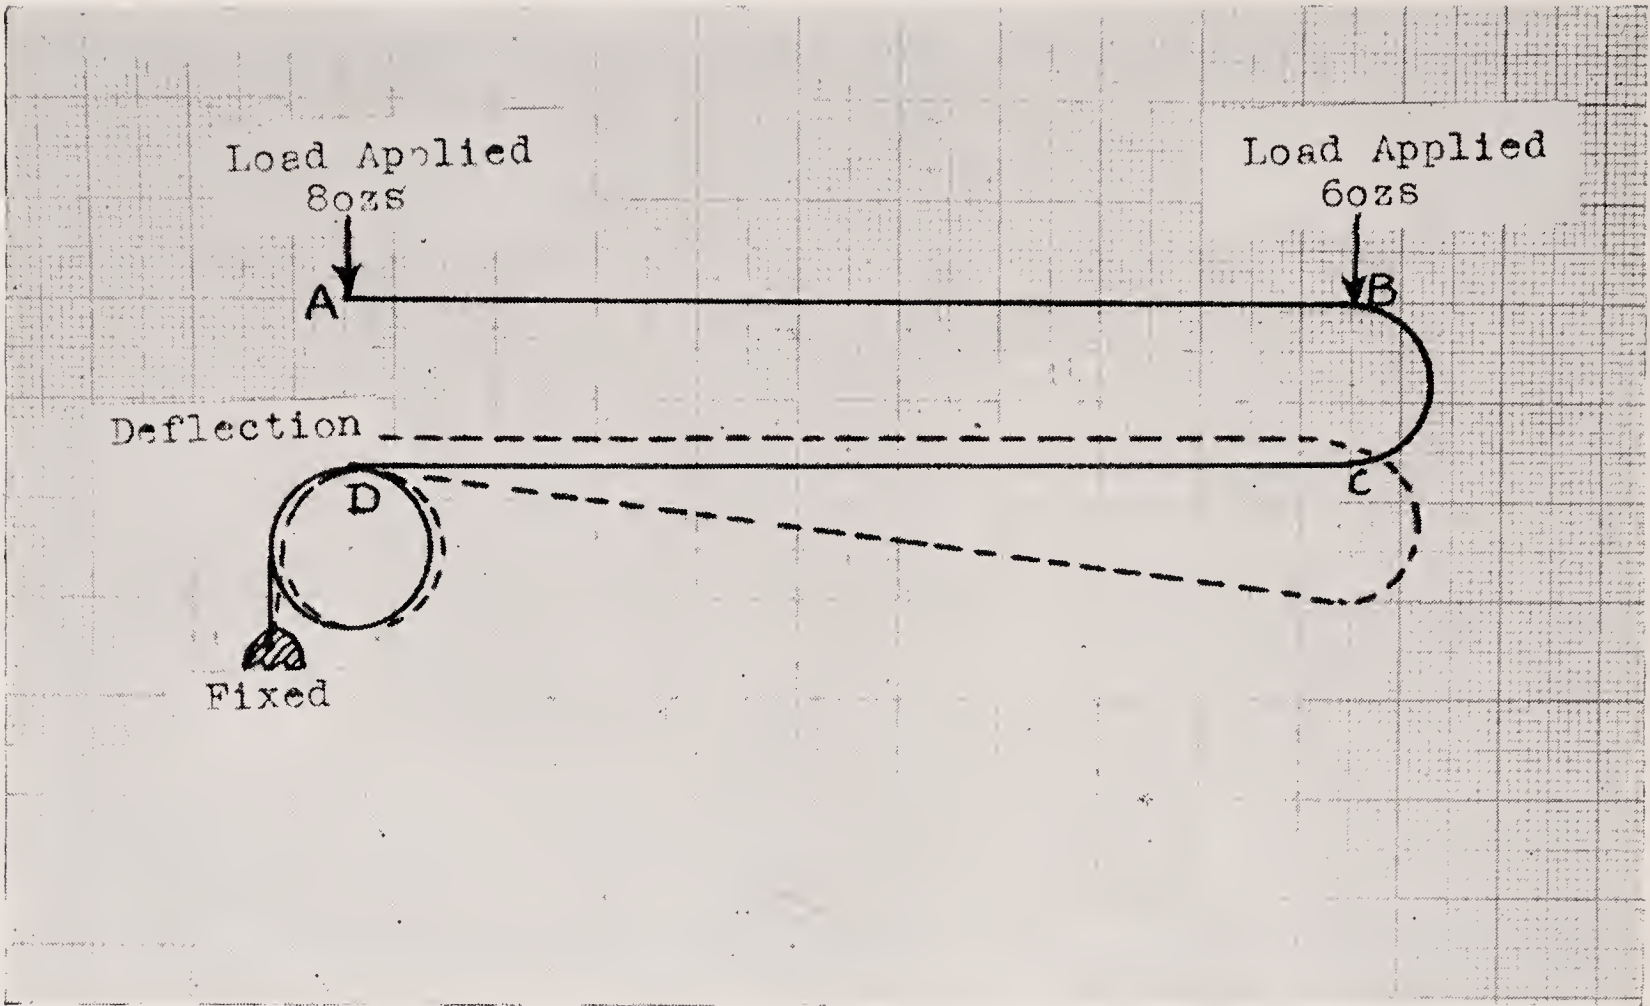 Load Applied
8ozs
Load Applied
6ozs
A
B
Deflection
D
C
Fixed